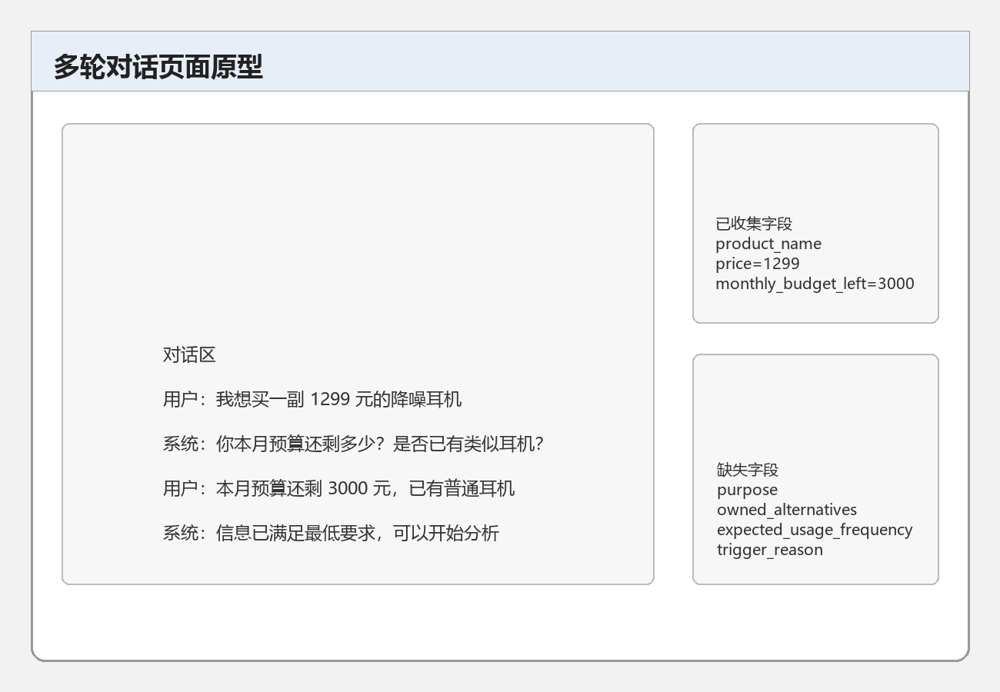 多轮对话页面原型
对话区
用户：我想买一副 1299 元的降噪耳机
系统：你本月预算还剩多少？是否已有类似耳机？
用户：本月预算还剩 3000 元，已有普通耳机
系统：信息已满足最低要求，可以开始分析
已收集字段
product_name
price=1299
monthly_budget_left=3000
缺失字段
purpose
owned_alternatives
expected_usage_frequency
trigger_reason